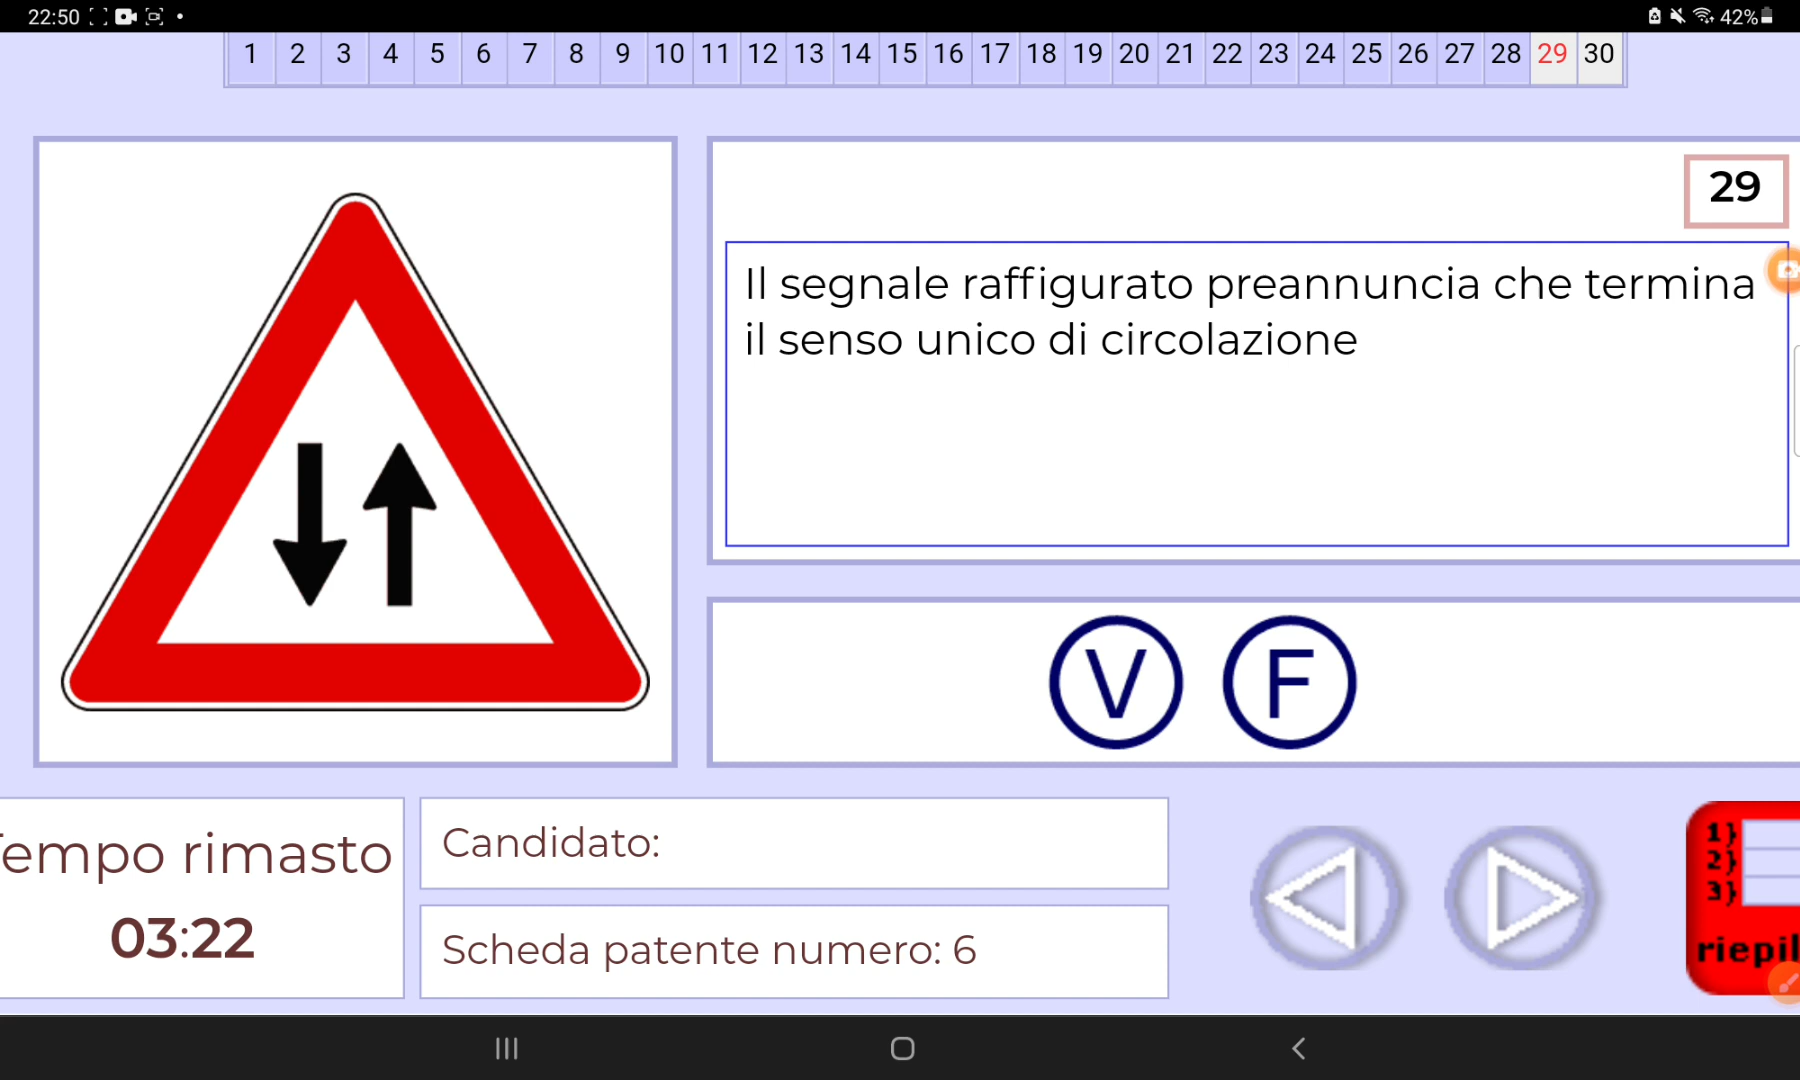 22:50 42%
1 2 3 4 5 6 7 8 9 10 11 12 13 14 15 16 17 18 19 20 21 22 23 24 25 26 27 28 29 30
29
Il segnale raffigurato preannuncia che termina
il senso unico di circolazione
V F
empo rimasto
03:22
Candidato:
Scheda patente numero: 6
1}
2}
3}
riepil